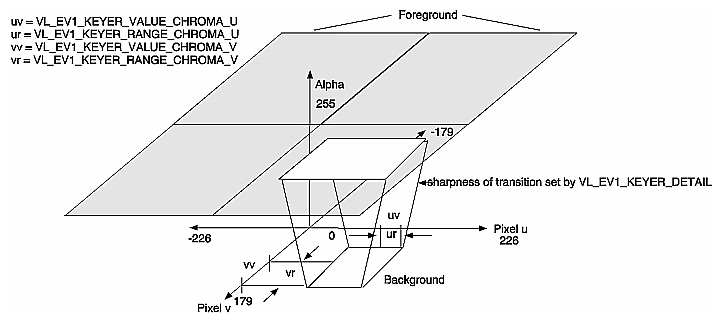 Foreground
uv = VL_EV1_KEYER_VALUE_CHROMA_U
ur = VL_EV1_KEYER_RANGE_CHROMA_U
vv = VL_EV1_KEYER_VALUE_CHROMA_V
vr = VL_EV1_KEYER_RANGE_CHROMA_V
Alpha
255
-179
sharpness of transition set by VL_EV1_KEYER_DETAIL
uv
-226
0
ur
Pixel u
226
vv
vr
Background
Pixel v
179